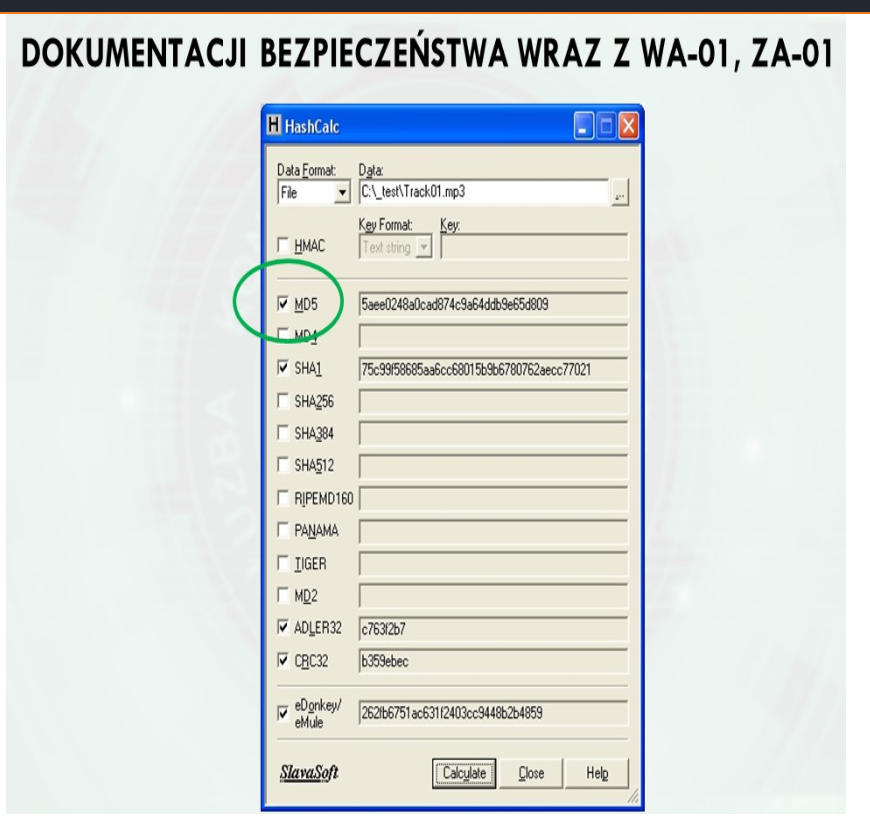 DOKUMENTACJI BEZPIECZEŃSTWA WRAZ Z WA-01, ZA-01
HashCalc
Data Format: Data:
File C:\_test\Track01.mp3 ...
Key Format: Key:
HMAC Text string
MD5 5aee0248a0cad874c9a64ddb9e65d809
MD4
SHA1 75c99f58685aa6cc68015b9b6780762aecc77021
SHA256
SHA384
SHA512
RIPEMD160
PANAMA
TIGER
MD2
ADLER32 c763f2b7
CRC32 b359ebec
eDonkey/
eMule 262fb6751ac631f2403cc9448b2b4859
SlavaSoft Calculate Close Help